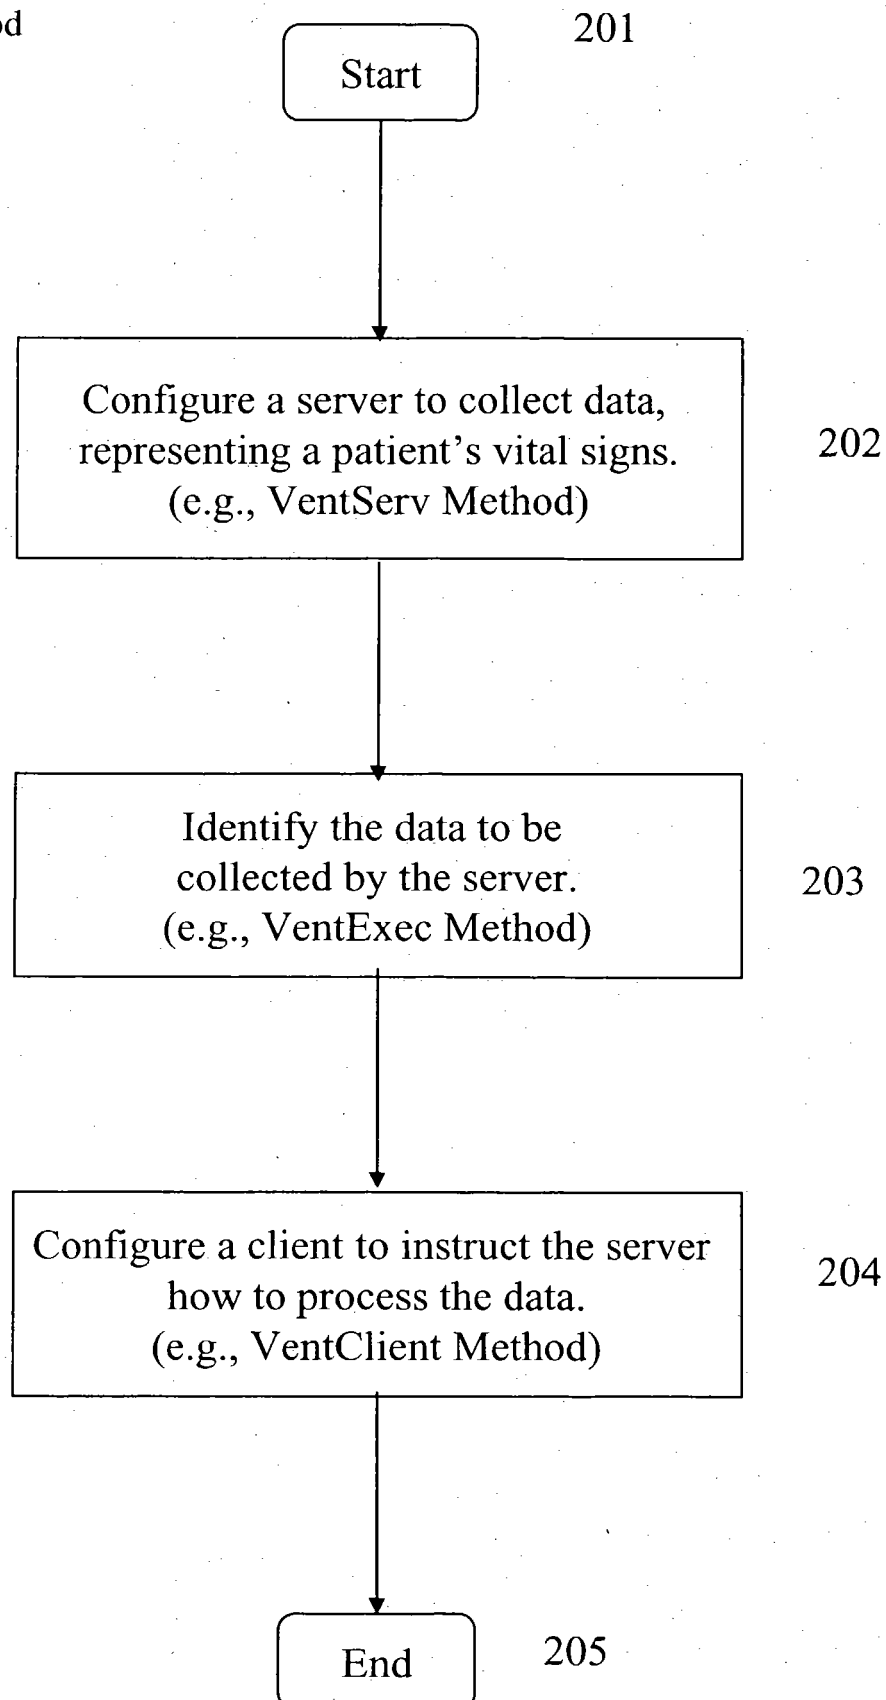 201
Start
Configure a server to collect data,
representing a patient's vital signs.
(e.g., VentServ Method)
202
Identify the data to be
collected by the server.
(e.g., VentExec Method)
203
Configure a client to instruct the server
how to process the data.
(e.g., VentClient Method)
204
End
205